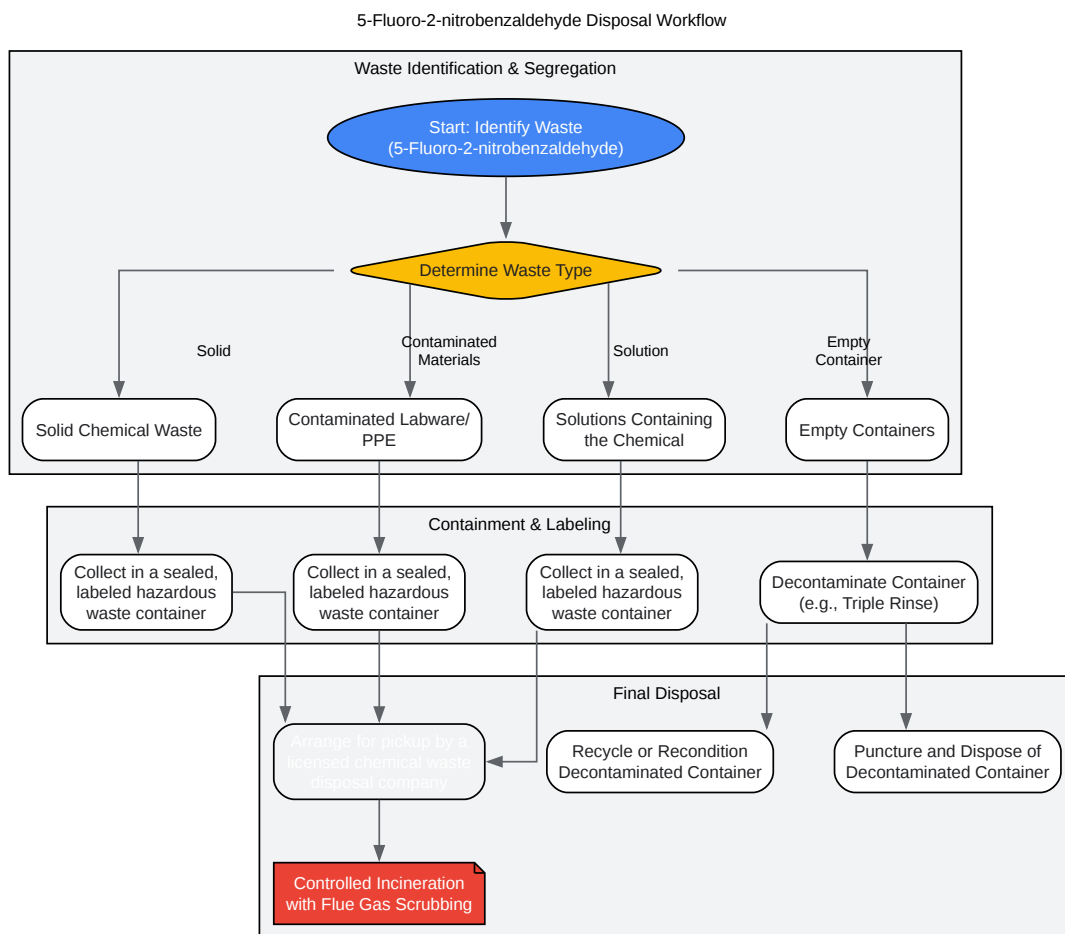 5-Fluoro-2-nitrobenzaldehyde Disposal Workflow
Waste Identification & Segregation
Start: Identify Waste
(5-Fluoro-2-nitrobenzaldehyde)
Determine Waste Type
Solid
Contaminated
Materials
Solution
Empty
Container
Solid Chemical Waste
Contaminated Labware/
PPE
Solutions Containing
the Chemical
Empty Containers
Containment & Labeling
Collect in a sealed,
labeled hazardous
waste container
Collect in a sealed,
labeled hazardous
waste container
Collect in a sealed,
labeled hazardous
waste container
Decontaminate Container
(e.g., Triple Rinse)
Final Disposal
Arrange for pickup by a
licensed chemical waste
disposal company
Recycle or Recondition
Decontaminated Container
Puncture and Dispose of
Decontaminated Container
Controlled Incineration
with Flue Gas Scrubbing